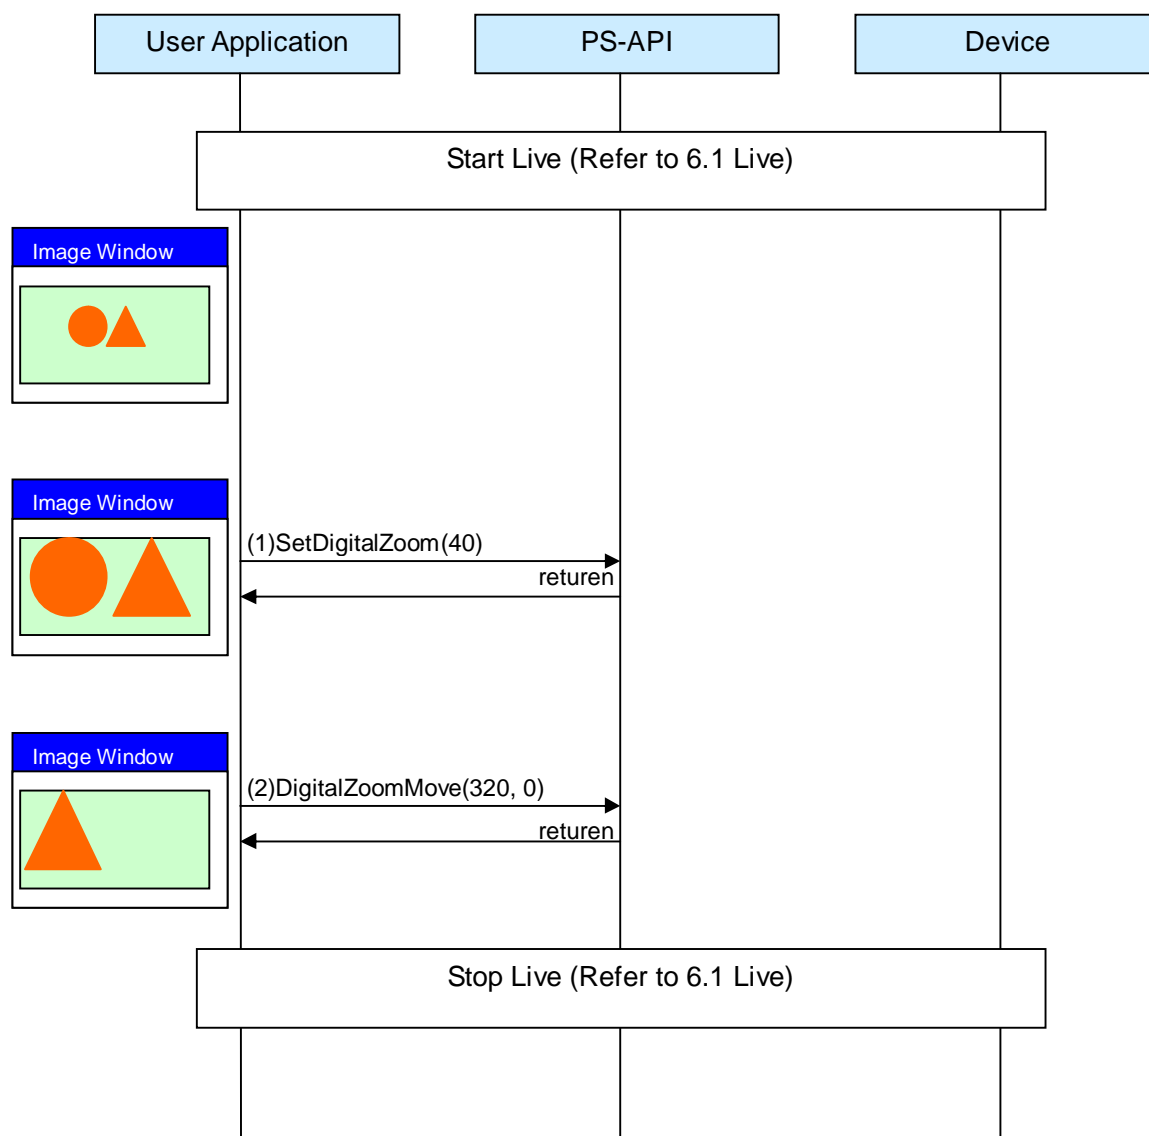 User Application
PS-API
Device
Start Live (Refer to 6.1 Live)
Image Window
Image Window
(1)SetDigitalZoom(40)
returen
Image Window
(2)DigitalZoomMove(320, 0)
returen
Stop Live (Refer to 6.1 Live)